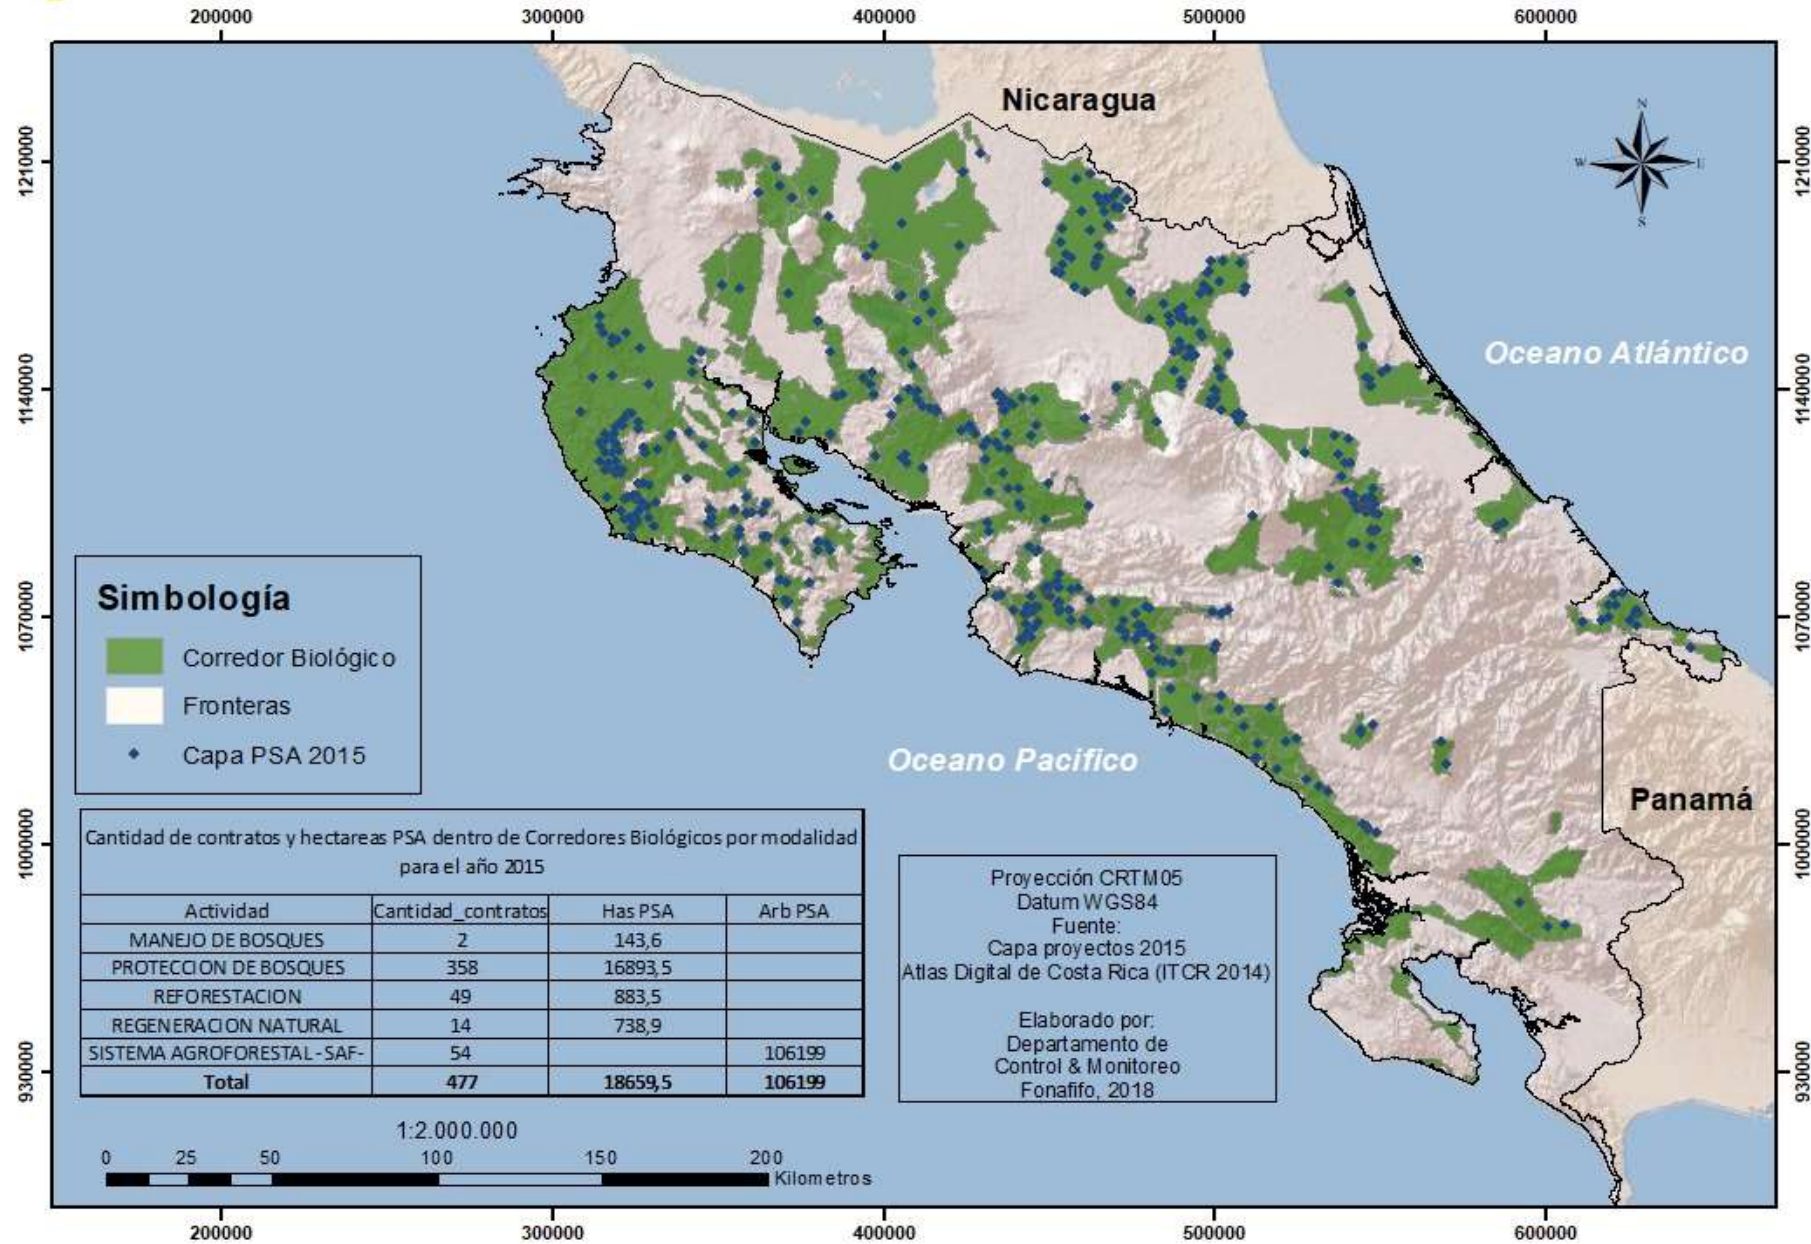 200000 300000 400000 500000 600000
Nicaragua
N
W E
S
1210000 1210000
Oceano Atlántico
1140000 1140000
Simbología
Corredor Biológico
Fronteras
Capa PSA 2015
1070000 1070000
Oceano Pacífico
Panamá
1000000 1000000
Cantidad de contratos y hectareas PSA dentro de Corredores Biológicos por modalidad
para el año 2015
Actividad Cantidad_contratos Has PSA Arb PSA
MANEJO DE BOSQUES 2 143,6
PROTECCION DE BOSQUES 358 16893,5
REFORESTACION 49 883,5
REGENERACION NATURAL 14 738,9
SISTEMA AGROFORESTAL -SAF- 54 106199
Total 477 18659,5 106199
Proyección CRTM05
Datum WGS84
Fuente:
Capa proyectos 2015
Atlas Digital de Costa Rica (ITCR 2014)
Elaborado por:
Departamento de
Control & Monitoreo
Fonafifo, 2018
930000 930000
1:2.000.000
0 25 50 100 150 200
Kilometros
200000 300000 400000 500000 600000